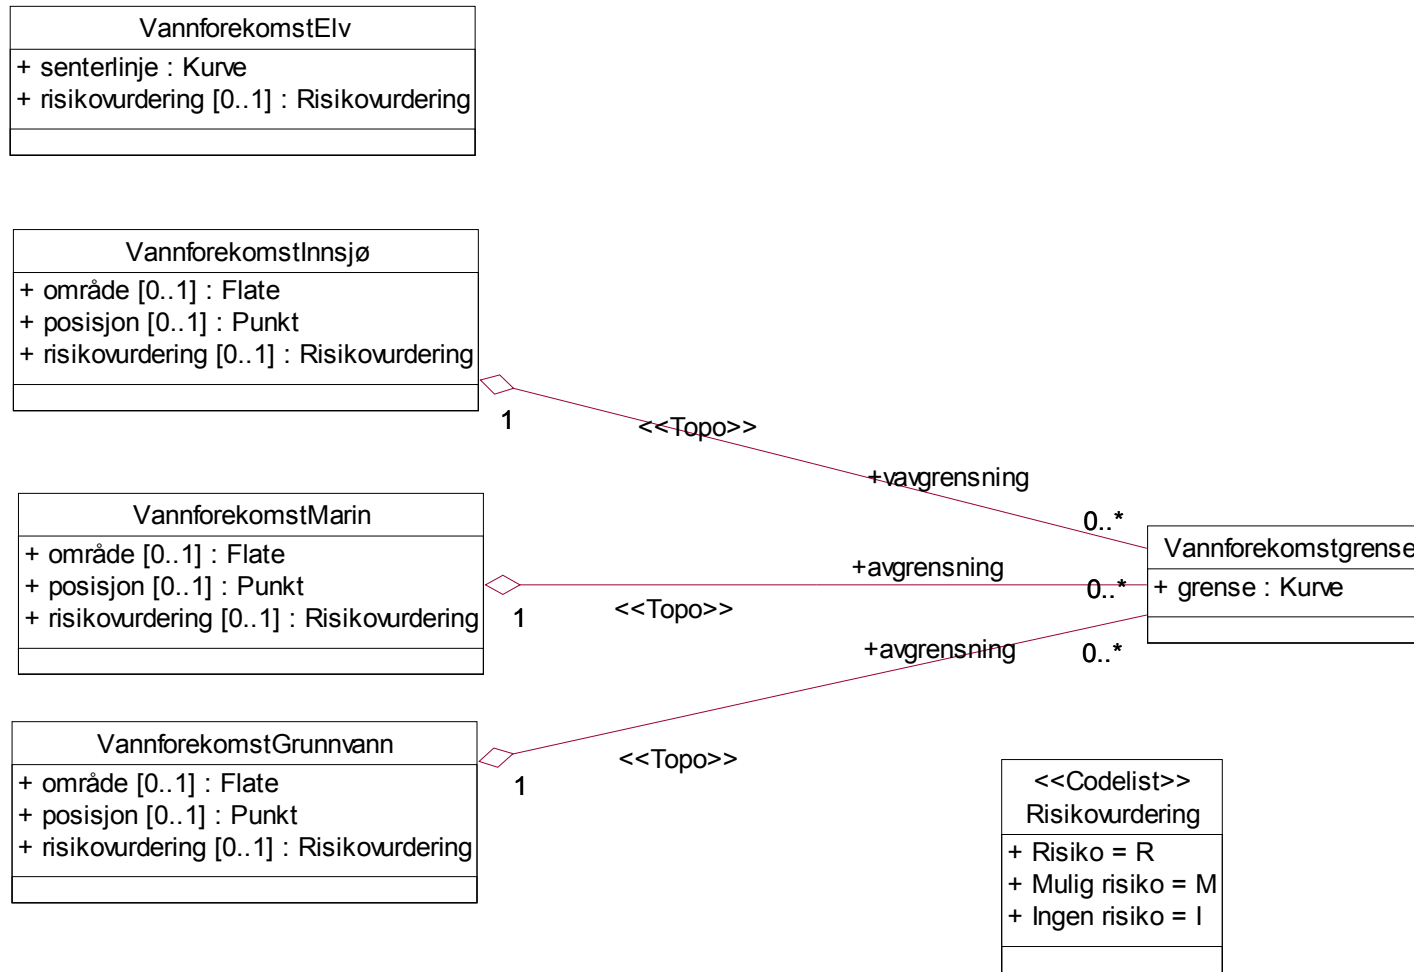 VannforekomstElv
+ senterlinje : Kurve
+ risikovurdering [0..1] : Risikovurdering
VannforekomstInnsjø
+ område [0..1] : Flate
+ posisjon [0..1] : Punkt
+ risikovurdering [0..1] : Risikovurdering
1
<<Topo>>
+vavgrensning
0..*
VannforekomstMarin
+ område [0..1] : Flate
+ posisjon [0..1] : Punkt
+ risikovurdering [0..1] : Risikovurdering
1
<<Topo>>
+avgrensning
0..*
Vannforekomstgrense
+ grense : Kurve
+avgrensning
0..*
VannforekomstGrunnvann
+ område [0..1] : Flate
+ posisjon [0..1] : Punkt
+ risikovurdering [0..1] : Risikovurdering
1
<<Topo>>
<<Codelist>>
Risikovurdering
+ Risiko = R
+ Mulig risiko = M
+ Ingen risiko = I